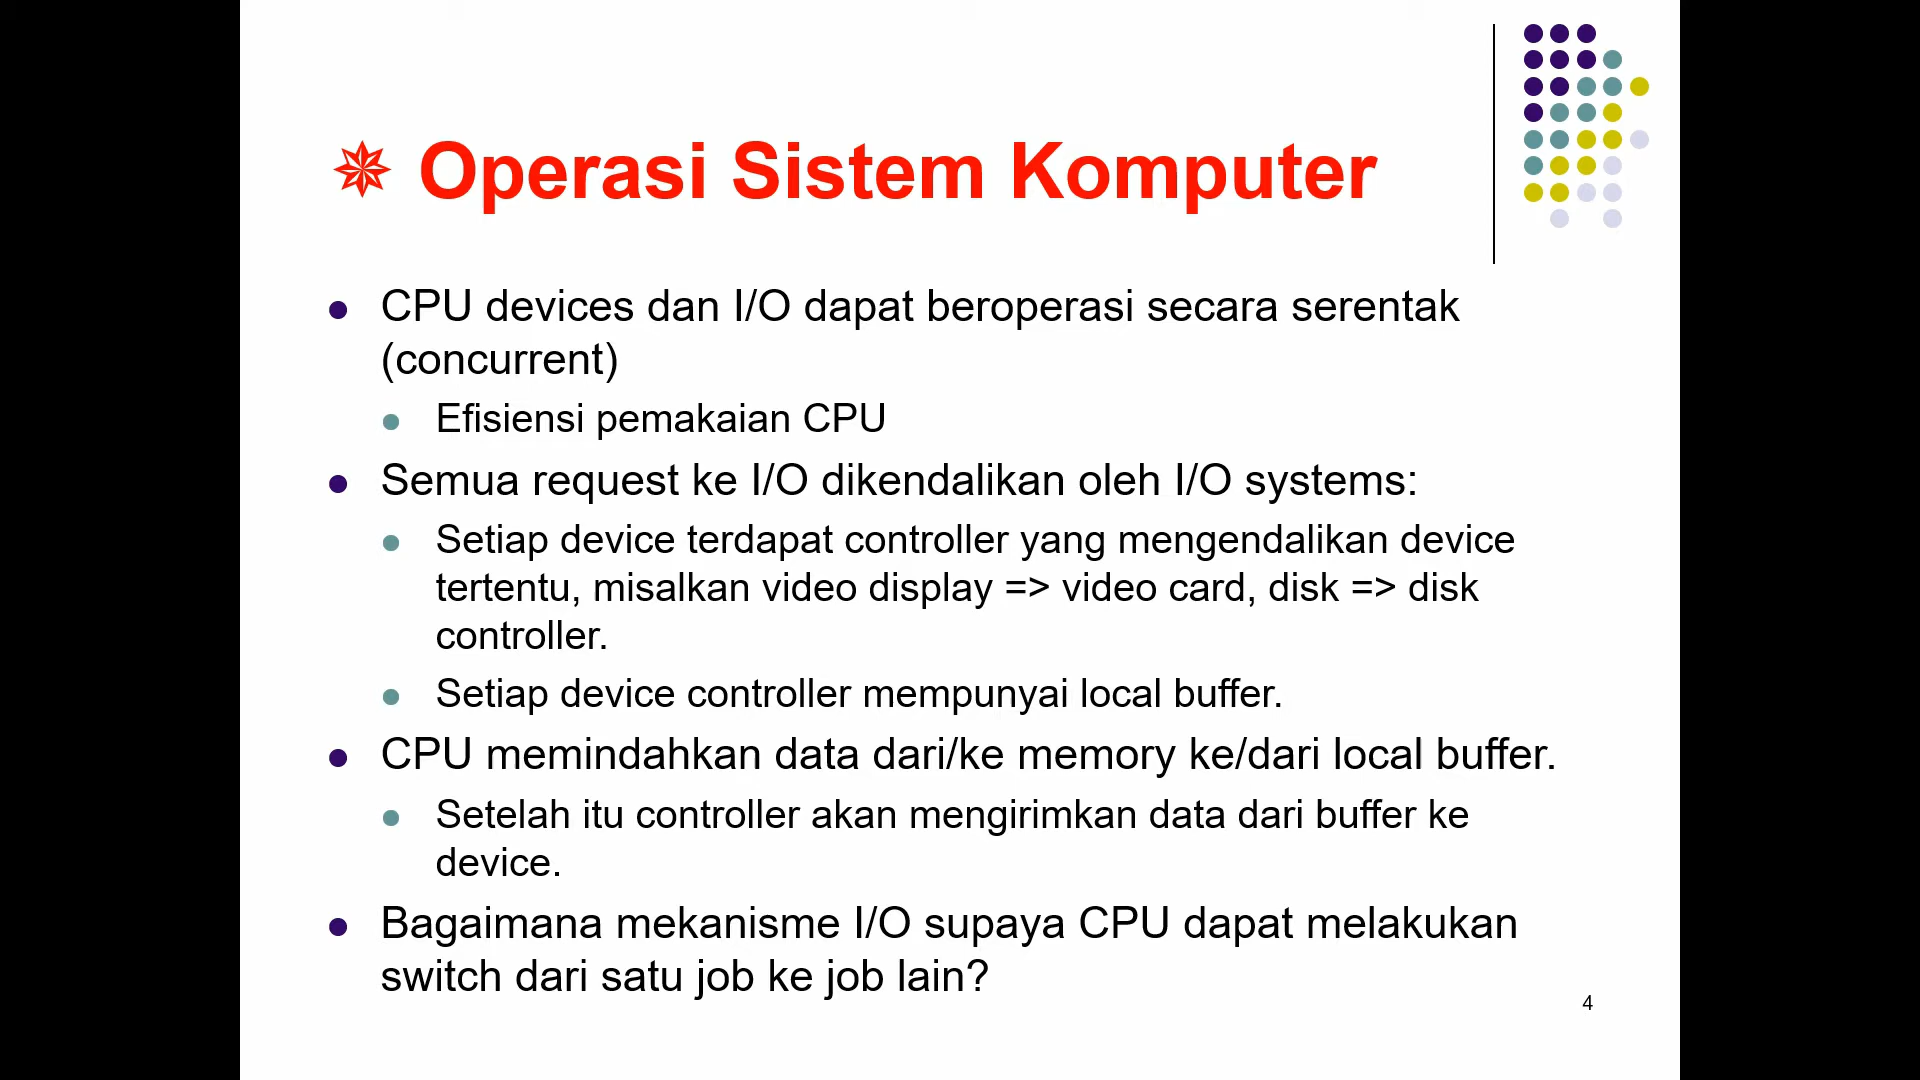 Operasi Sistem Komputer
CPU devices dan I/O dapat beroperasi secara serentak
(concurrent)
Efisiensi pemakaian CPU
Semua request ke I/O dikendalikan oleh I/O systems:
Setiap device terdapat controller yang mengendalikan device
tertentu, misalkan video display => video card, disk => disk
controller.
Setiap device controller mempunyai local buffer.
CPU memindahkan data dari/ke memory ke/dari local buffer.
Setelah itu controller akan mengirimkan data dari buffer ke
device.
Bagaimana mekanisme I/O supaya CPU dapat melakukan
switch dari satu job ke job lain?
4